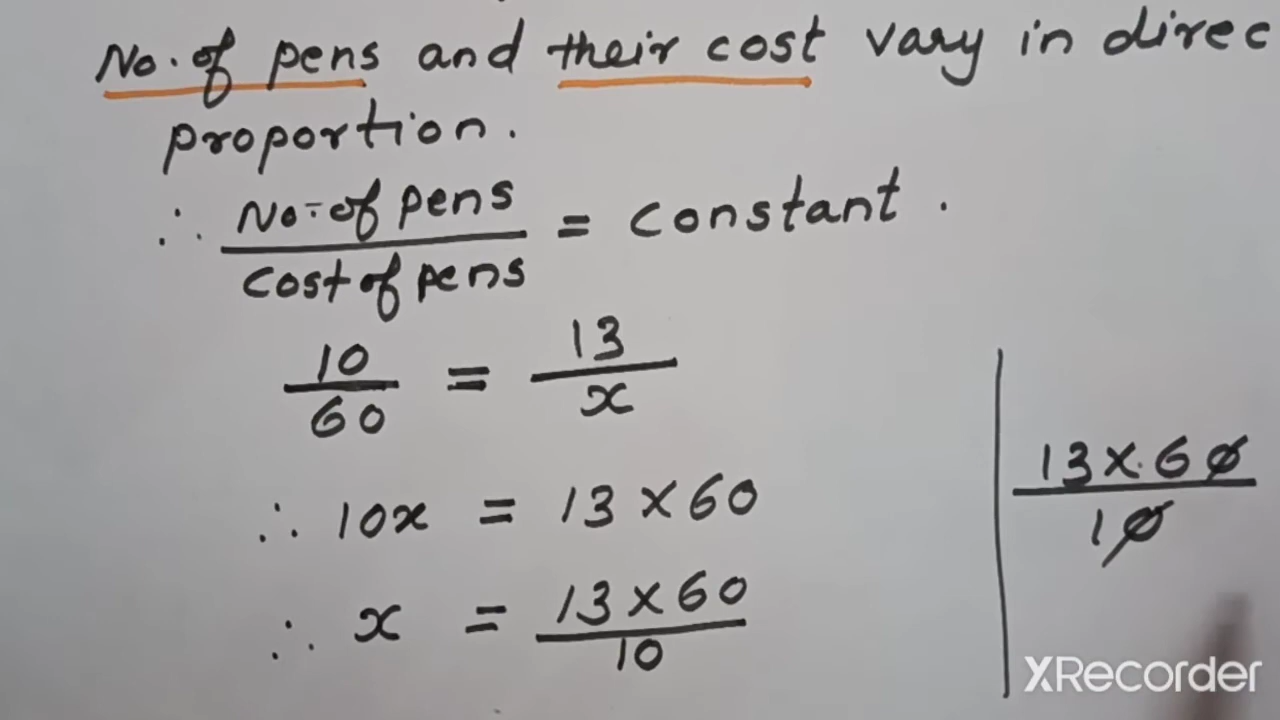 No. of pens and their cost vary in direc
proportion.
∴ No. of pens / Cost of pens = constant.
10/60 = 13/x
∴ 10x = 13 × 60
∴ x = 13 × 60 / 10
13 × 60 / 10
XRecorder